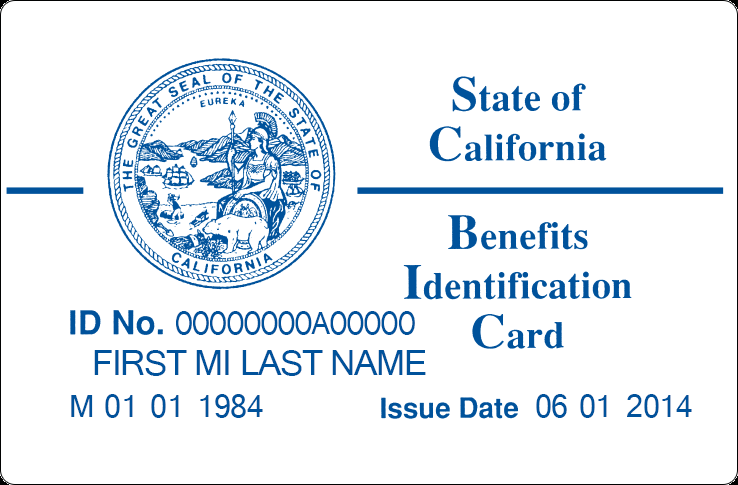 THE GREAT SEAL OF THE STATE OF CALIFORNIA
EUREKA
State of
California
Benefits
Identification
Card
ID No. 00000000A00000
FIRST MI LAST NAME
M 01 01 1984 Issue Date 06 01 2014